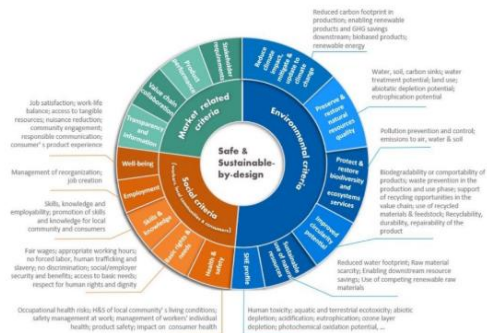 Reduced carbon footprint in
production; enabling renewable
products and GHG savings
downstream; biobased products;
renewable energy
Water, soil, carbon sinks; water
treatment potential; land use;
abiotic depletion potential;
eutrophication potential
Pollution prevention and control;
emissions to air, water & soil
Biodegradability or compostability of
products; waste prevention in the
production and use phase; support
of recycling opportunities in the
value chain; use of recycled
materials & feedstock; Recyclability,
durability, repairability of the
product
Reduced water footprint; Raw material
scarcity; Enabling downstream resource
savings; Use of competing renewable raw
materials
Human toxicity; aquatic and terrestrial ecotoxicity; abiotic
depletion; acidification; eutrophication; ozone layer
depletion; photochemical oxidation potential, ...
Job satisfaction; work-life
balance; access to tangible
resources; nuisance reduction;
community engagement;
responsible communication;
consumer's product experience
Management of reorganization;
job creation
Skills, knowledge and
employability; promotion of skills
and knowledge for local
community and consumers
Fair wages; appropriate working hours;
no forced labor, human trafficking and
slavery; no discrimination; social/employer
security and benefits; access to basic needs;
respect for human rights and dignity
Occupational health risks; H&S of local community's living conditions;
safety management at work; management of workers' individual
health; product safety; impact on consumer health
Safe &
Sustainable-
by-design
Environmental criteria
Reduce
climate
impact,
mitigate &
update to
climate
change
Preserve &
restore
natural
resources
quality
Protect &
restore
biodiversity
and
ecosystems
services
Improved
circularity
potential
Sustainable
use of natural
resources
SHE profile
Social criteria
Health &
safety
Basic rights &
needs
Skills &
knowledge
Employment
Well-being
Market related
criteria
Transparency
and
information
Value chain
collaboration
Product
performance
Stakeholder
requirements